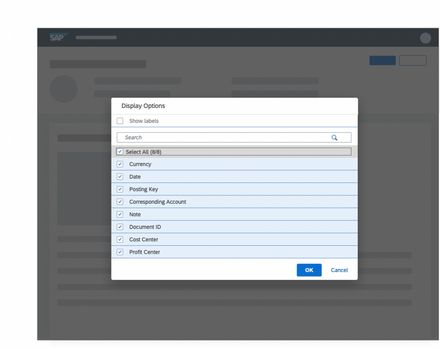 SAP
Display Options
Show labels
Search
Select All (8/8)
Currency
Date
Posting Key
Corresponding Account
Note
Document ID
Cost Center
Profit Center
OK
Cancel